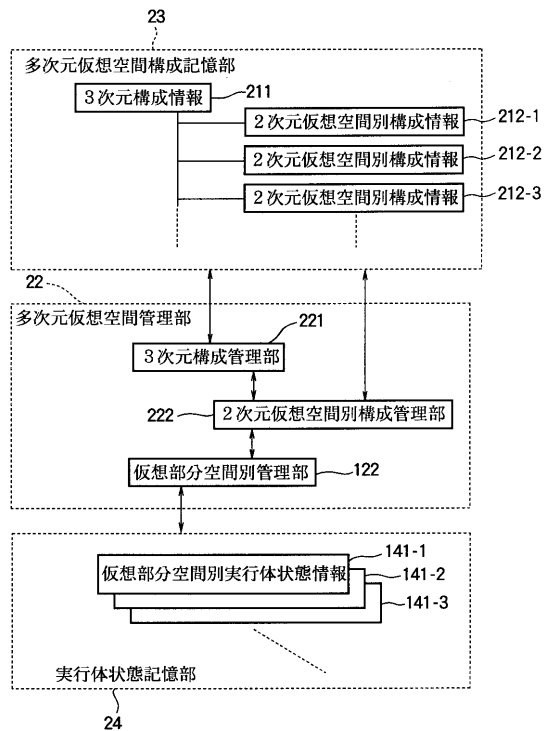 23
多次元仮想空間構成記憶部
3次元構成情報
211
2次元仮想空間別構成情報
212-1
2次元仮想空間別構成情報
212-2
2次元仮想空間別構成情報
212-3
22
多次元仮想空間管理部
221
3次元構成管理部
222
2次元仮想空間別構成管理部
仮想部分空間別管理部
122
141-1
仮想部分空間別実行体状態情報
141-2
141-3
実行体状態記憶部
24